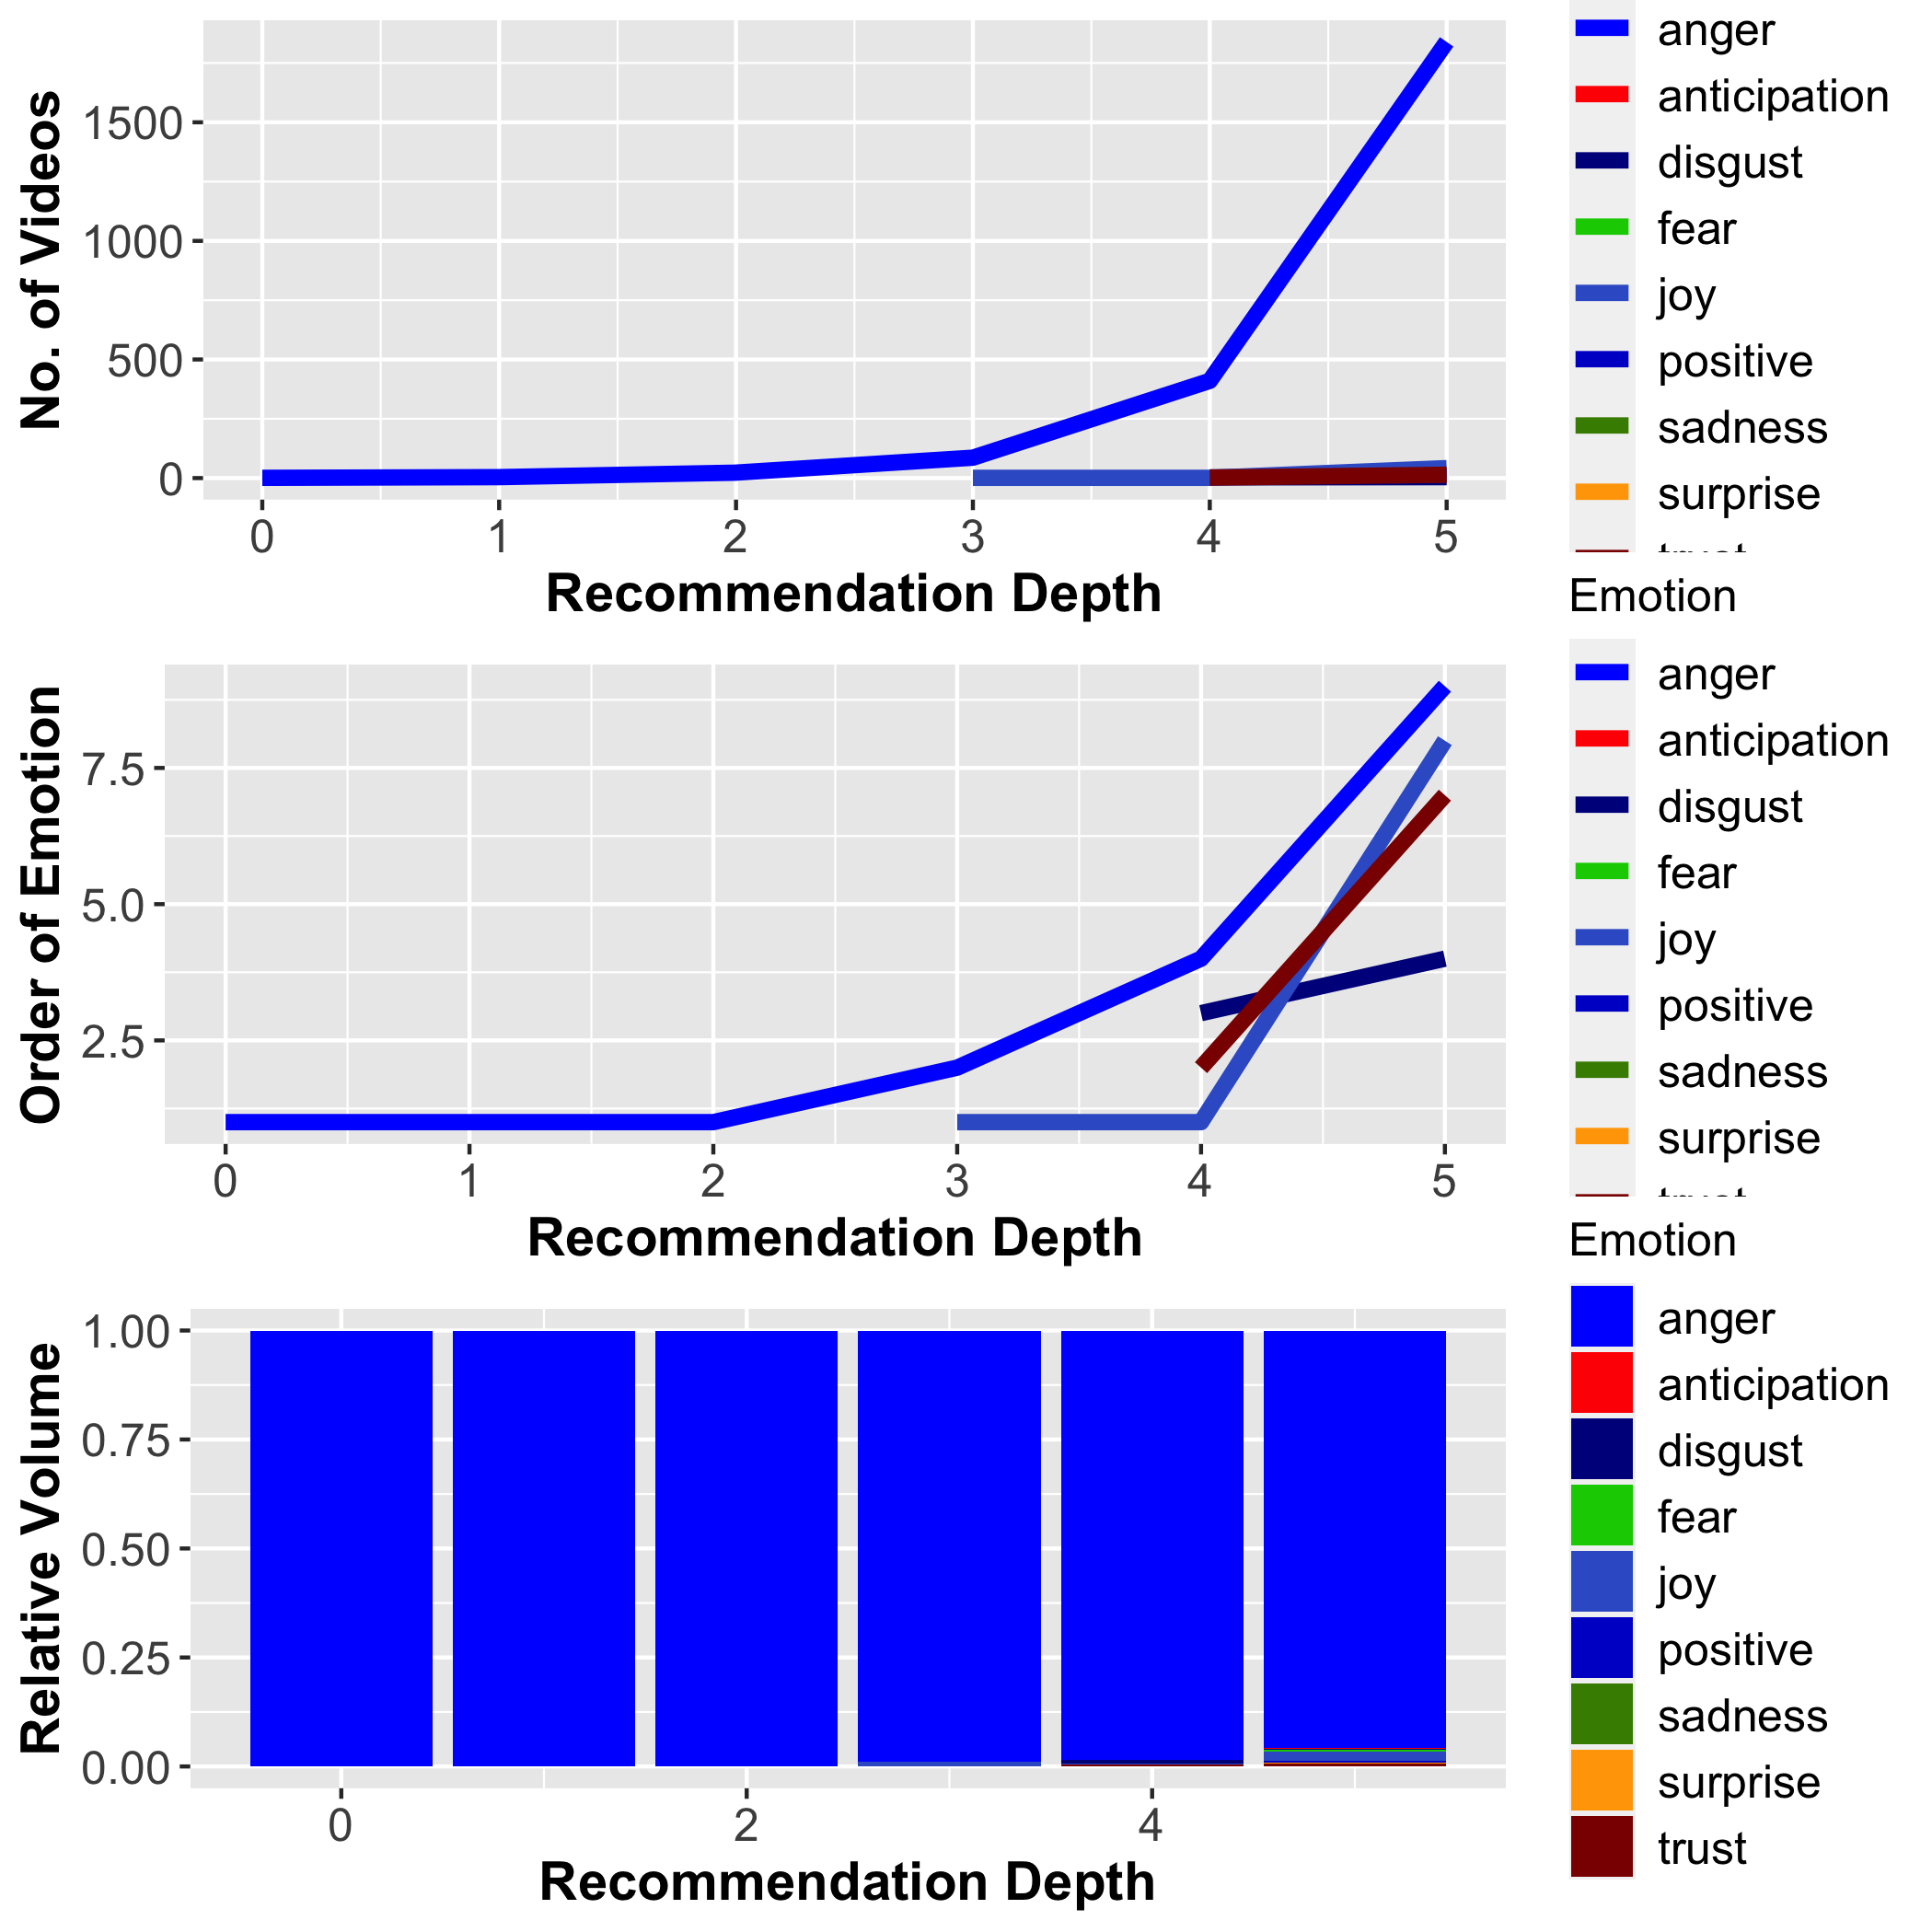 No. of Videos
1500
1000
500
0
0 1 2 3 4 5
Recommendation Depth
anger
anticipation
disgust
fear
joy
positive
sadness
surprise
Order of Emotion
7.5
5.0
2.5
0 1 2 3 4 5
Recommendation Depth
Emotion
anger
anticipation
disgust
fear
joy
positive
sadness
surprise
Relative Volume
1.00
0.75
0.50
0.25
0.00
0 2 4
Recommendation Depth
Emotion
anger
anticipation
disgust
fear
joy
positive
sadness
surprise
trust